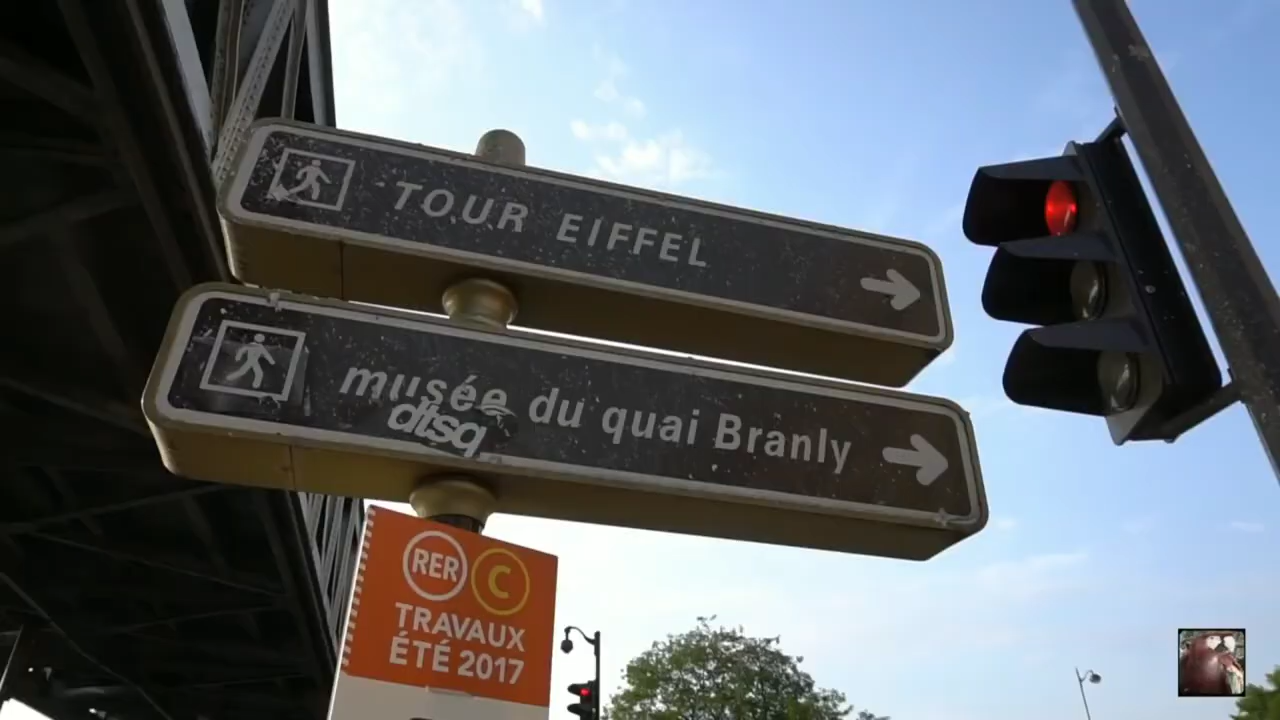 TOUR EIFFEL
musée du quai Branly
dtsq
RER C
TRAVAUX
ÉTÉ 2017